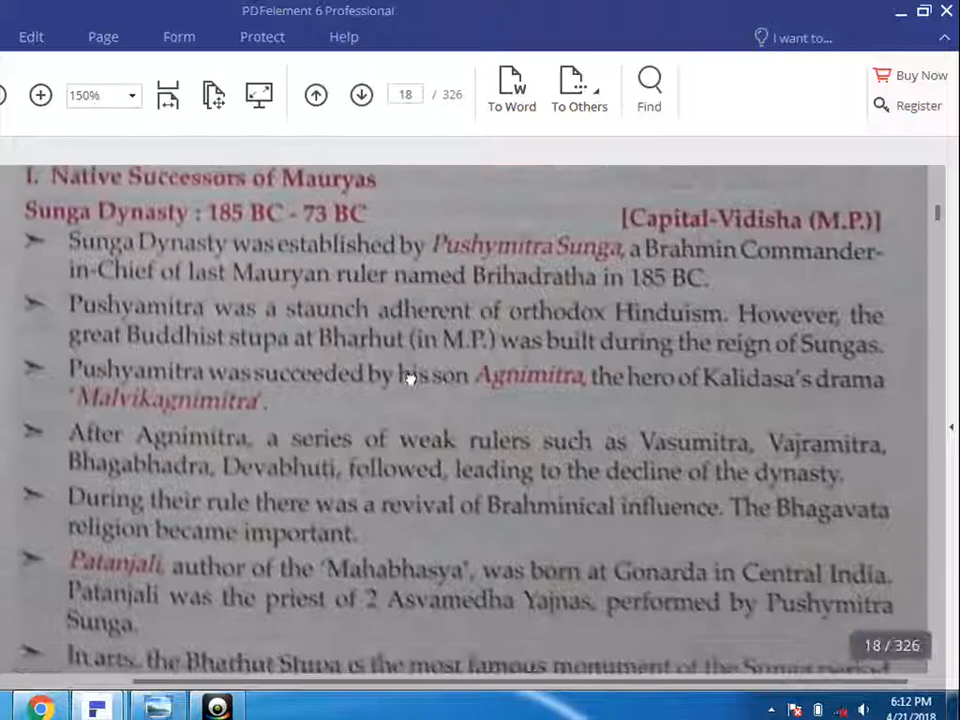 PDFelement 6 Professional
Edit Page Form Protect Help I want to...
150% 18 / 326 To Word To Others Find Buy Now
Register
I. Native Successors of Mauryas
Sunga Dynasty : 185 BC - 73 BC [Capital-Vidisha (M.P.)]
➢ Sunga Dynasty was established by Pushymitra Sunga, a Brahmin Commander-
in-Chief of last Mauryan ruler named Brihadratha in 185 BC.
➢ Pushyamitra was a staunch adherent of orthodox Hinduism. However, the
great Buddhist stupa at Bharhut (in M.P.) was built during the reign of Sungas.
➢ Pushyamitra was succeeded by his son Agnimitra, the hero of Kalidasa's drama
'Malvikagnimitra'.
➢ After Agnimitra, a series of weak rulers such as Vasumitra, Vajramitra,
Bhagabhadra, Devabhuti, followed, leading to the decline of the dynasty.
➢ During their rule there was a revival of Brahminical influence. The Bhagavata
religion became important.
➢ Patanjali, author of the 'Mahabhasya', was born at Gonarda in Central India.
Patanjali was the priest of 2 Asvamedha Yajnas, performed by Pushymitra
Sunga.
➢ In arts, the Bharhut Stupa is the most famous monument of the Sunga period
18 / 326
6:12 PM
4/21/2018